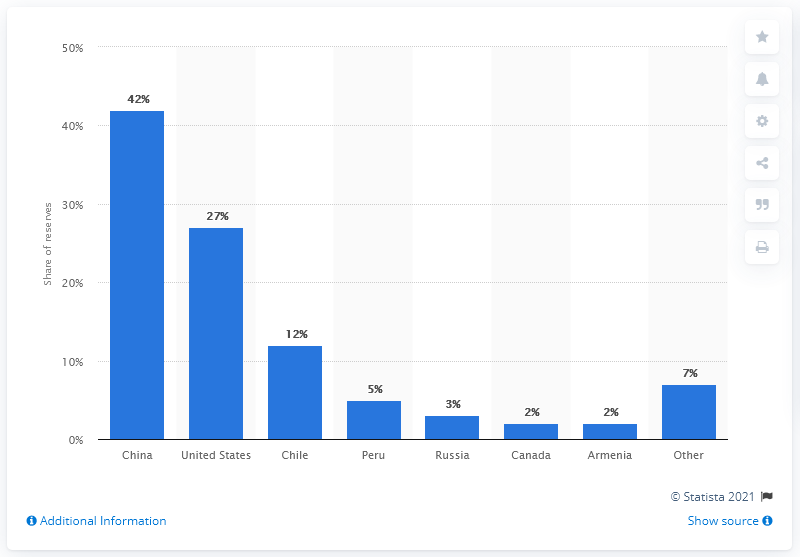 50%
40%
30%
20%
10%
0%
Share of reserves
42%
27%
12%
5%
3%
2%
2%
7%
China
United States
Chile
Peru
Russia
Canada
Armenia
Other
© Statista 2021
Additional Information
Show source